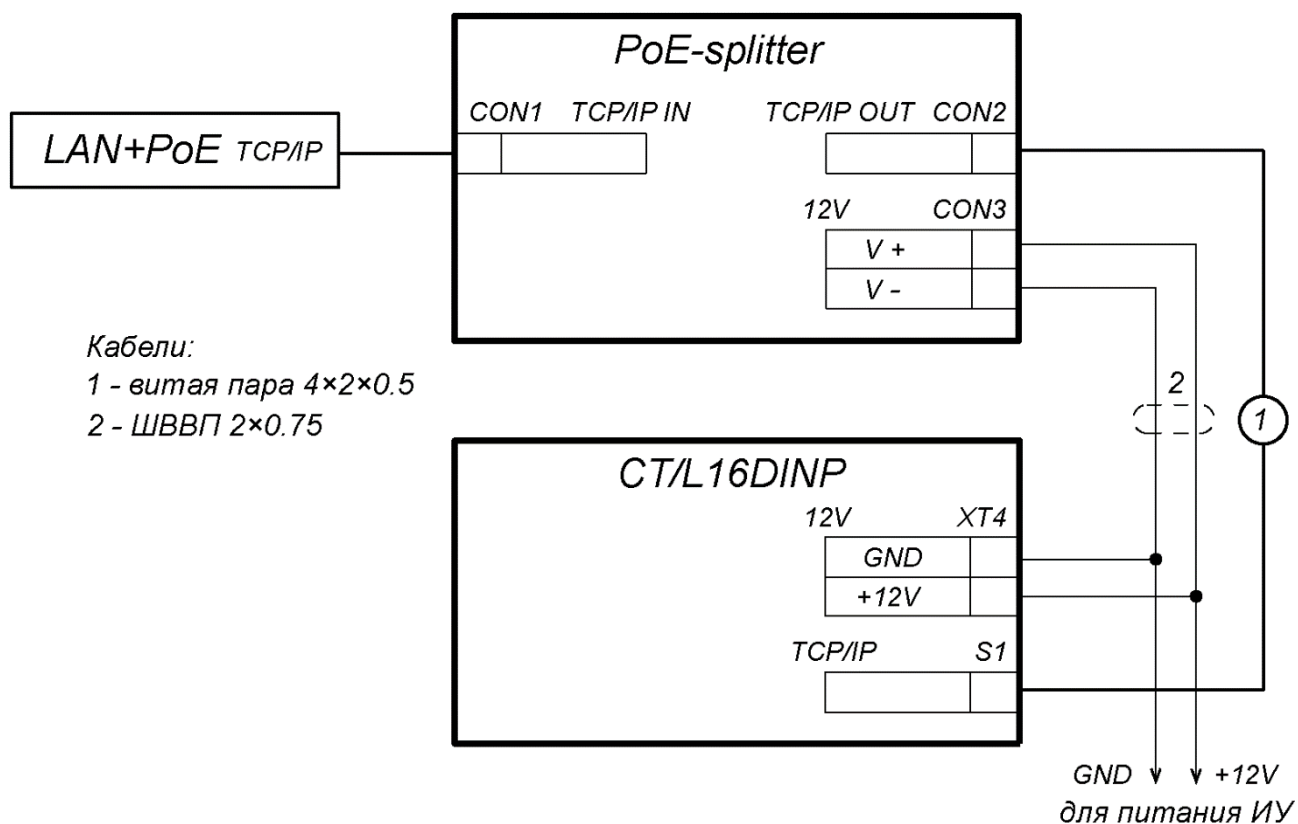 PoE-splitter
CON1 TCP/IP IN TCP/IP OUT CON2
LAN+PoE TCP/IP
12V CON3
V +
V -
Кабели:
1 - витая пара 4×2×0.5
2 - ШВВП 2×0.75
2
1
CT/L16DINP
12V XT4
GND
+12V
TCP/IP S1
GND +12V
для питания ИУ